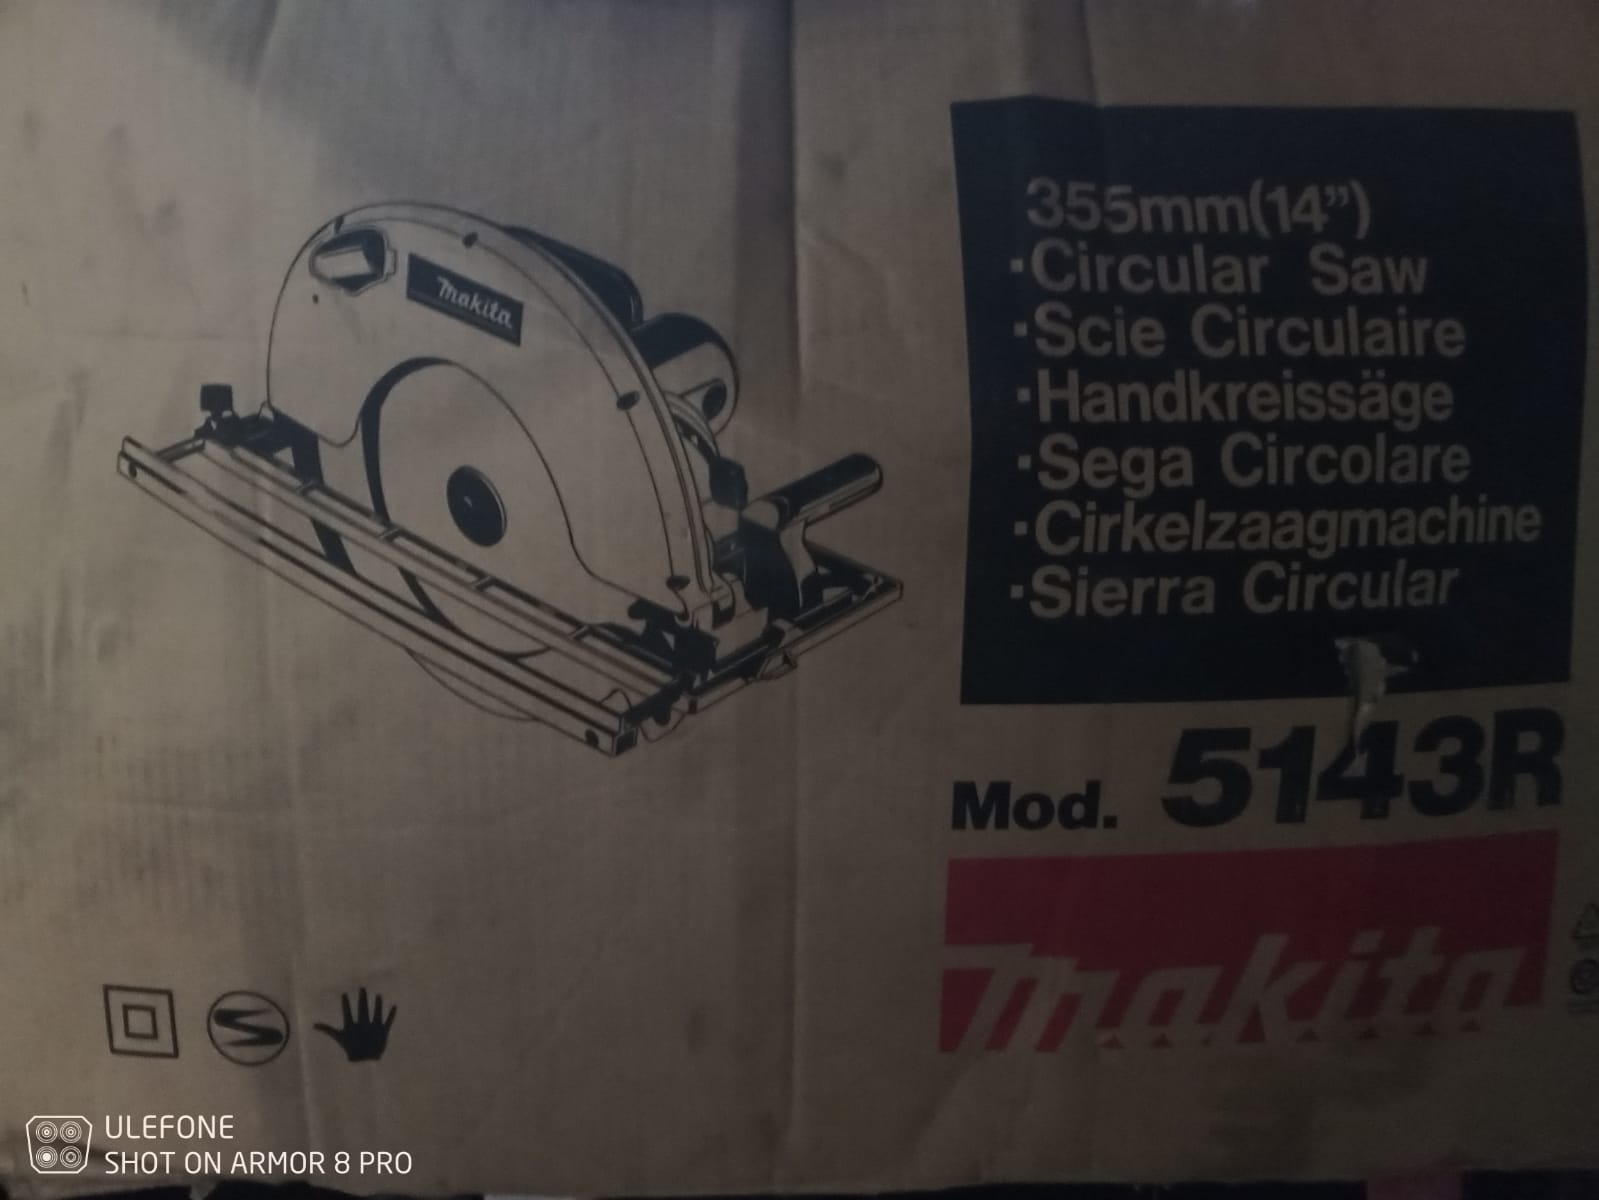 makita
355mm(14”)
·Circular Saw
·Scie Circulaire
·Handkreissäge
·Sega Circolare
·Cirkelzaagmachine
·Sierra Circular
Mod. 5143R
makita
ULEFONE
SHOT ON ARMOR 8 PRO